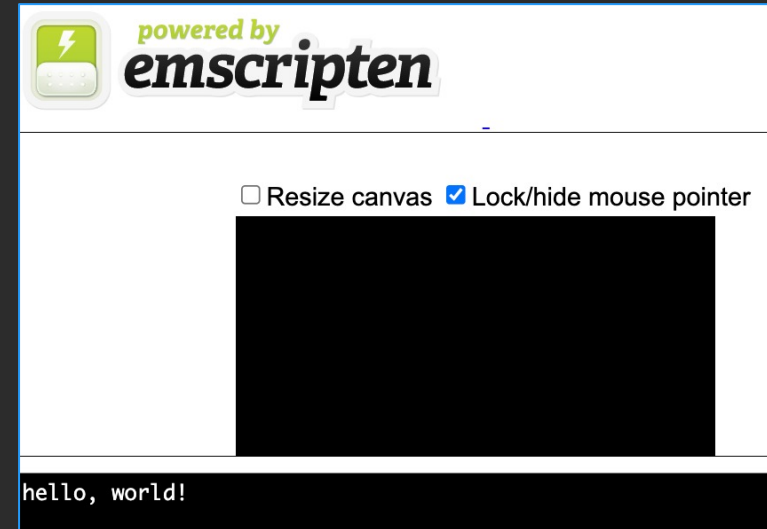 powered by
emscripten
Resize canvas Lock/hide mouse pointer
hello, world!